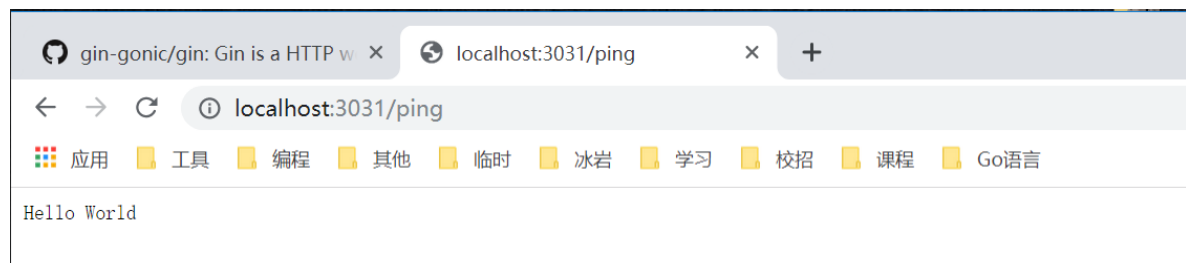 gin-gonic/gin: Gin is a HTTP w
localhost:3031/ping
localhost:3031/ping
应用 工具 编程 其他 临时 冰岩 学习 校招 课程 Go语言
Hello World